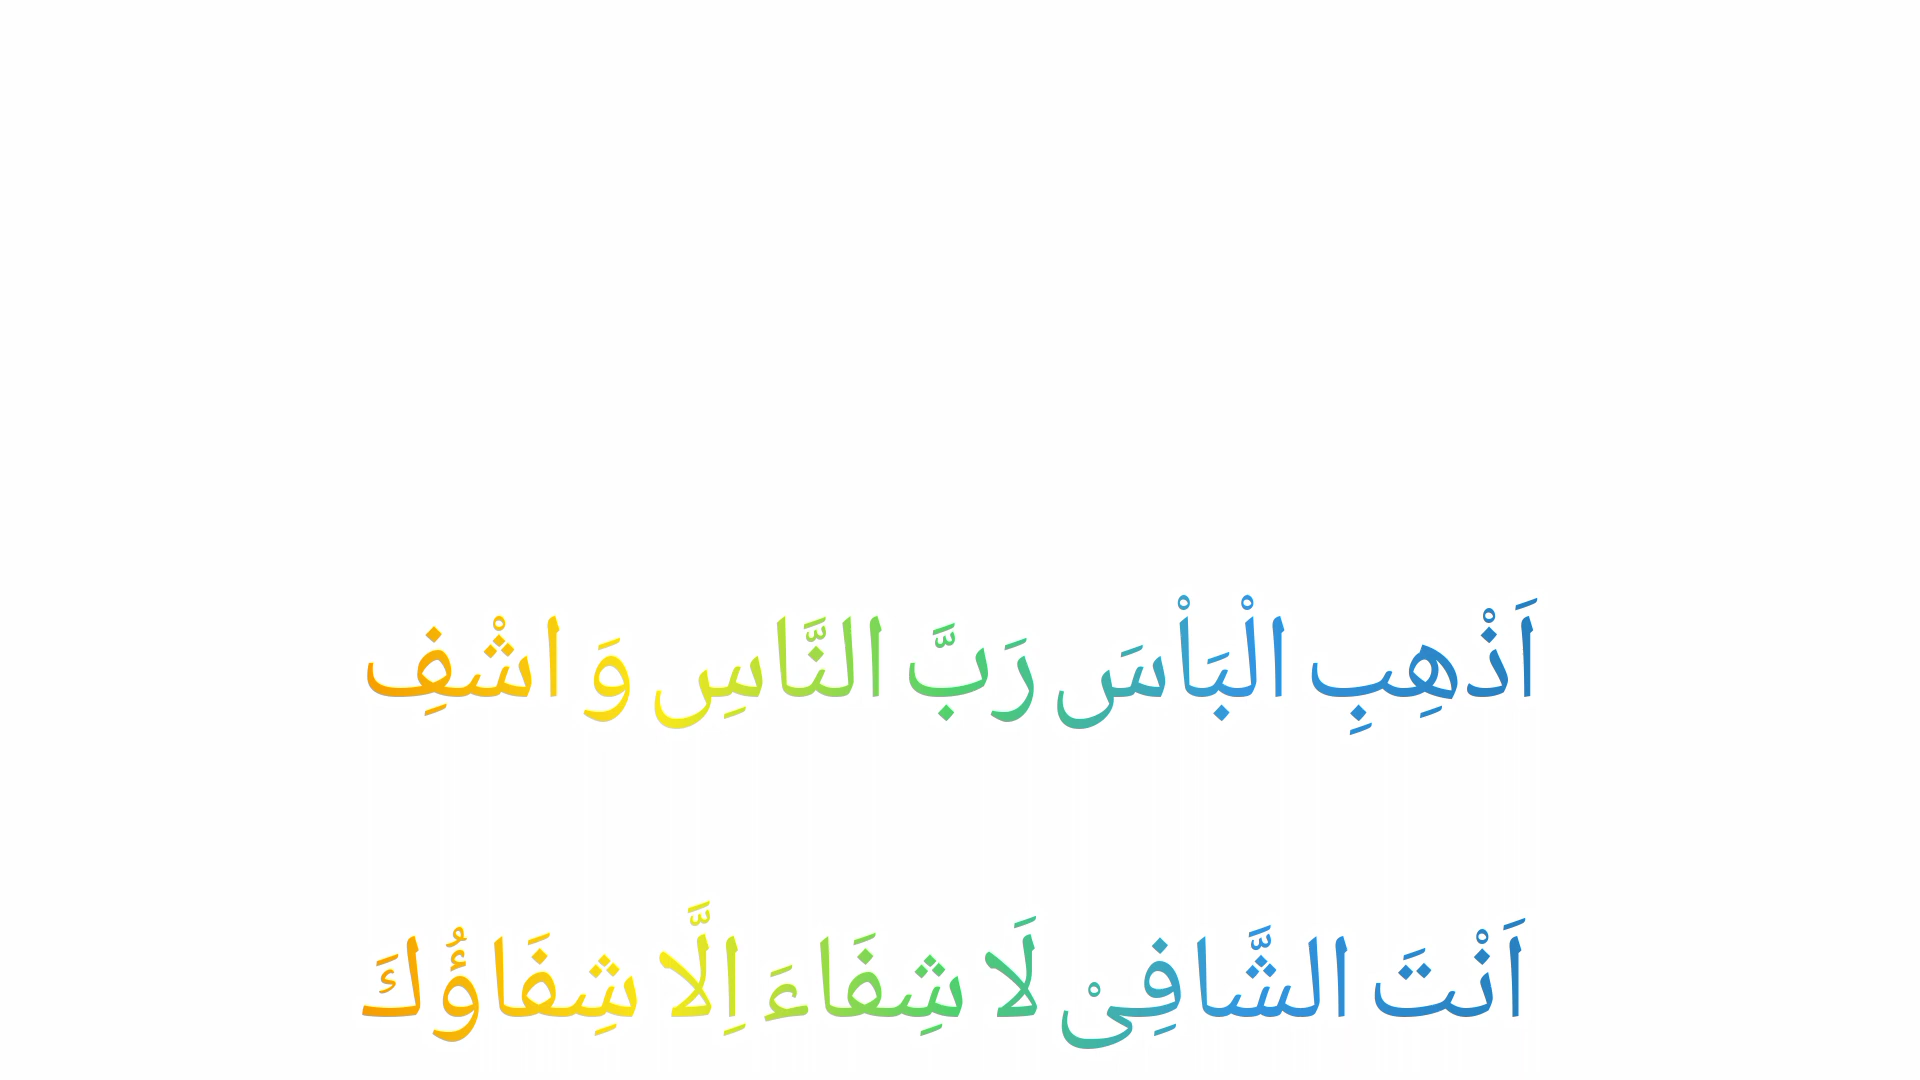 اَذْهِبِ الْبَاْسَ رَبَّ النَّاسِ وَ اشْفِ
اَنْتَ الشَّافِیْ لَا شِفَاءَ اِلَّا شِفَاؤُكَ